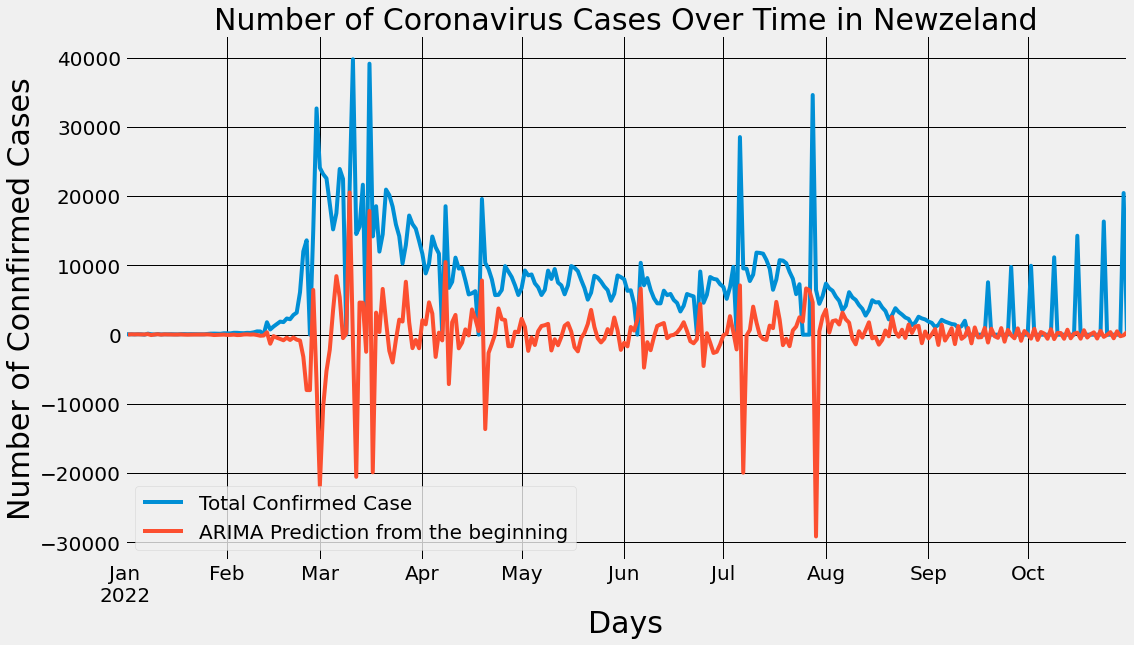 Number of Coronavirus Cases Over Time in Newzeland
Number of Connfirmed Cases
40000
30000
20000
10000
0
−10000
−20000
−30000
Total Confirmed Case
ARIMA Prediction from the beginning
Jan Feb Mar Apr May Jun Jul Aug Sep Oct
2022
Days